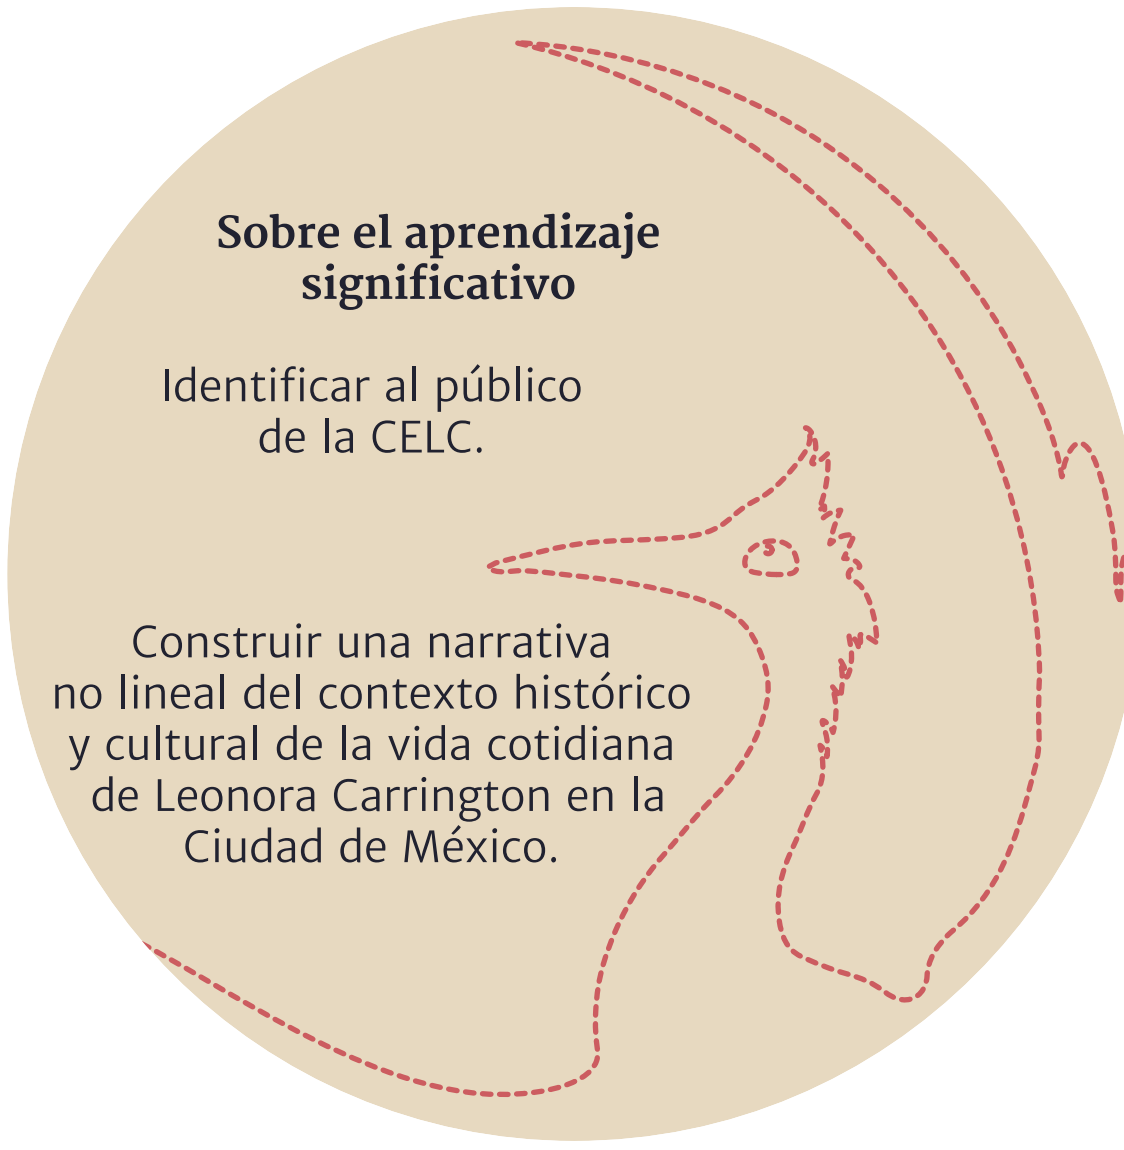 Sobre el aprendizaje
significativo
Identificar al público
de la CELC.
Construir una narrativa
no lineal del contexto histórico
y cultural de la vida cotidiana
de Leonora Carrington en la
Ciudad de México.